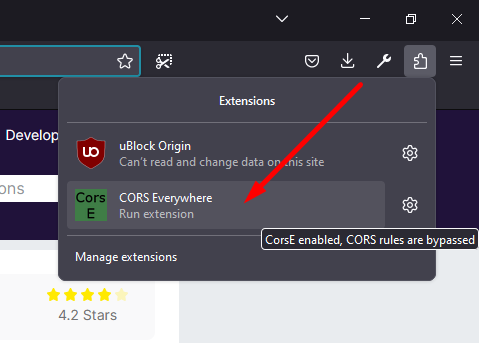 Extensions
Develop
uBlock Origin
Can't read and change data on this site
ons
CORS Everywhere
Run extension
CorsE enabled, CORS rules are bypassed
Manage extensions
4.2 Stars
uo
Cors
E